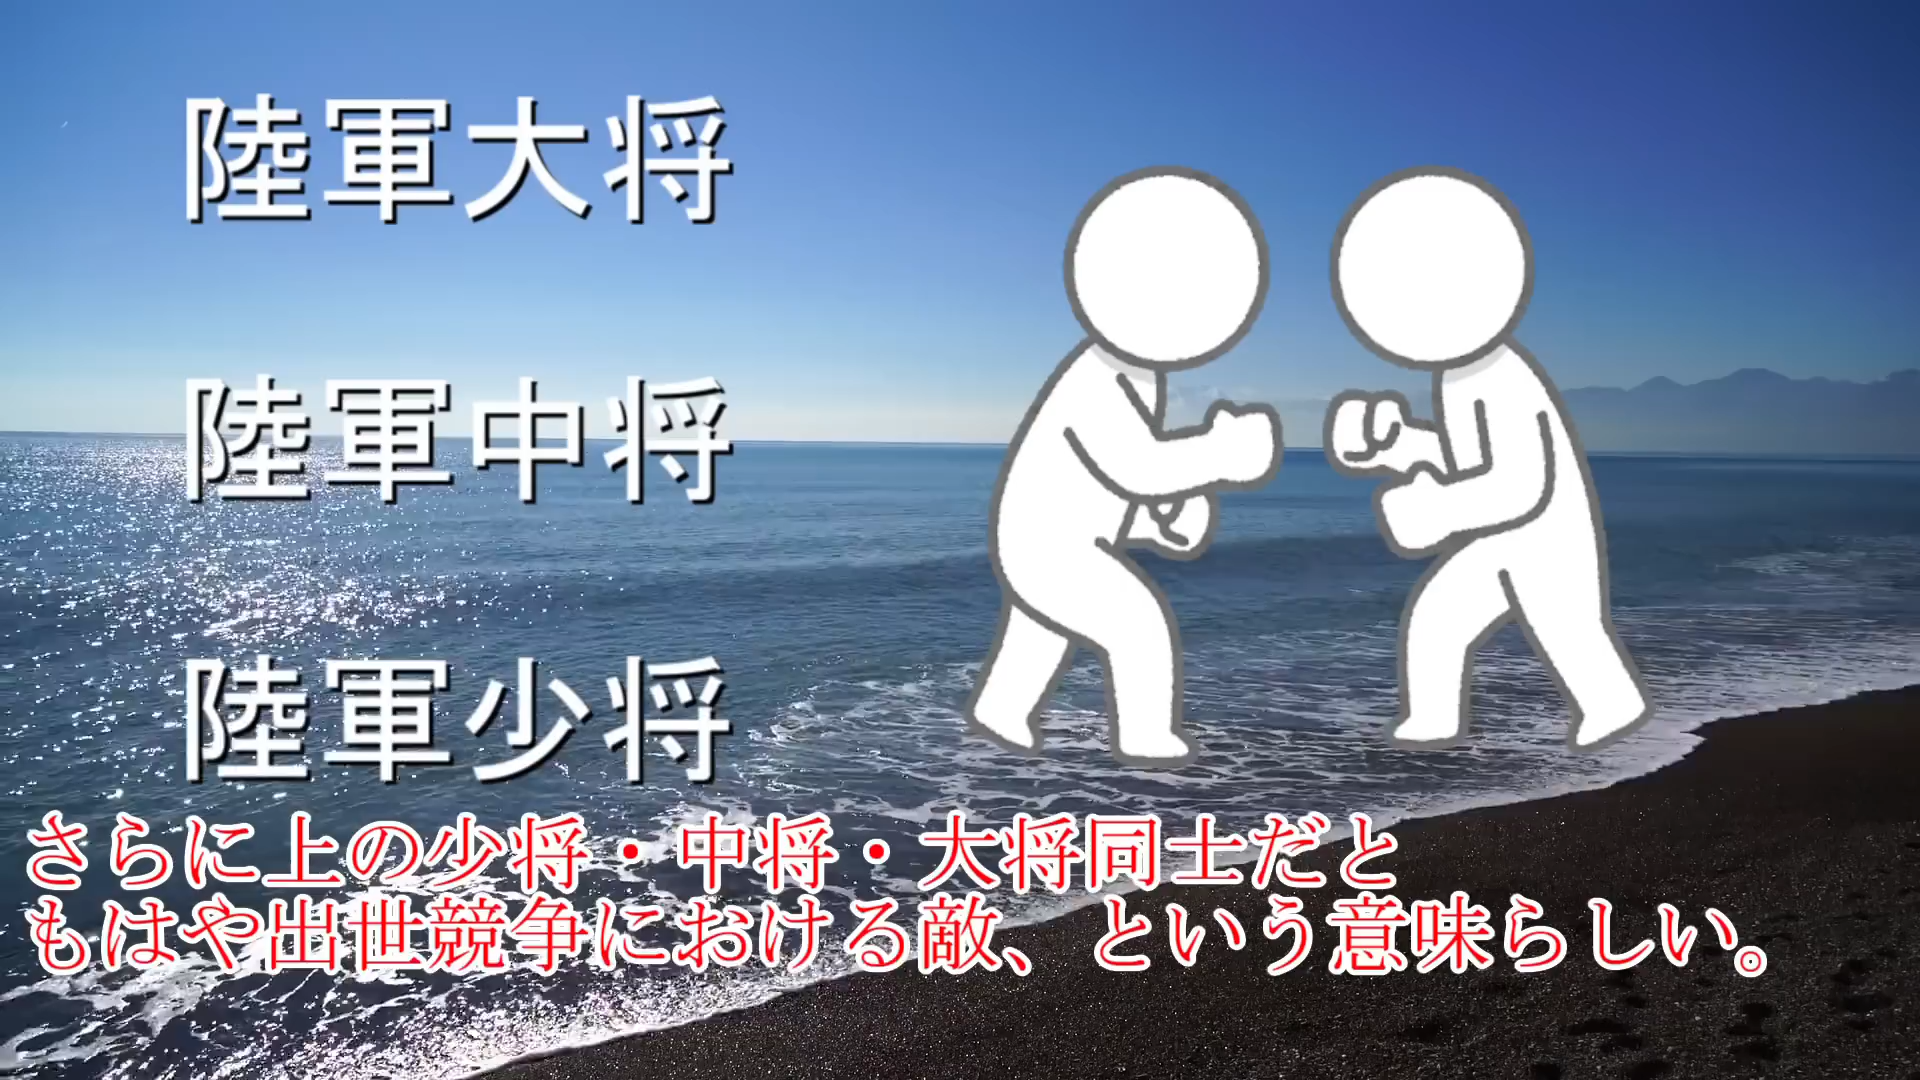 陸軍大将
陸軍中将
陸軍少将
さらに上の少将・中将・大将同士だと
もはや出世競争における敵、という意味らしい。